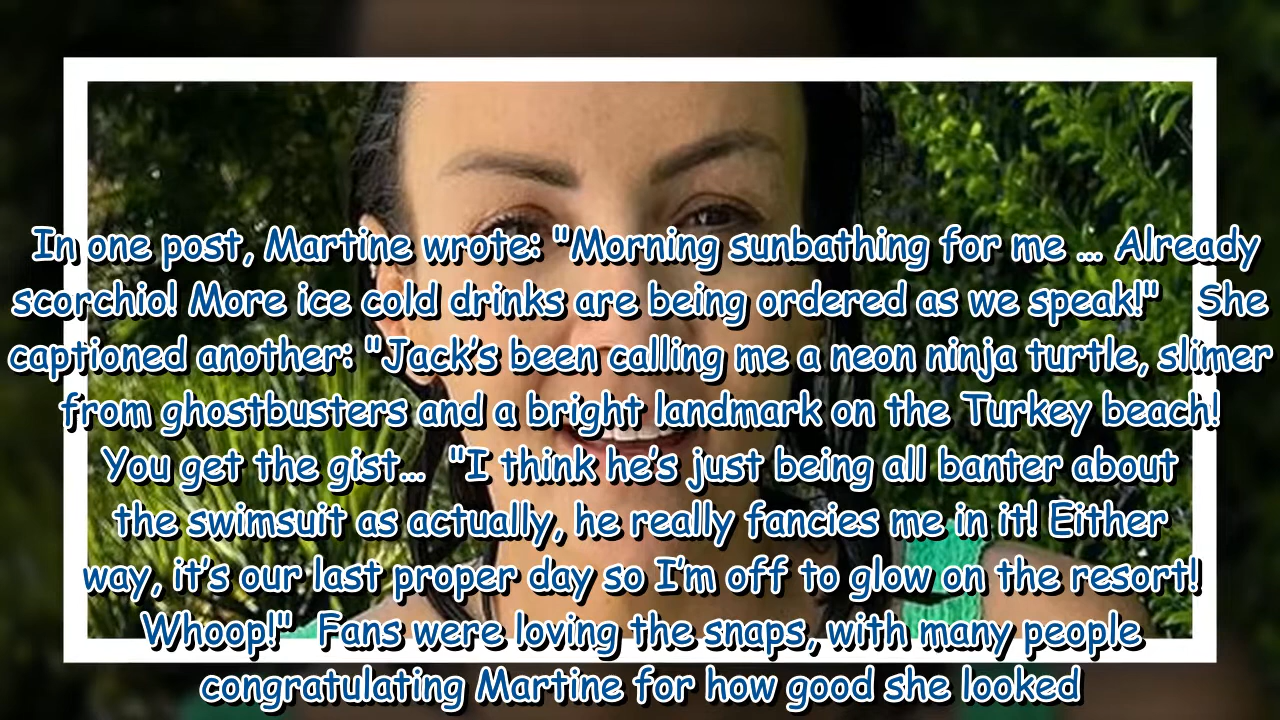 In one post, Martine wrote: "Morning sunbathing for me ... Already
scorchio! More ice cold drinks are being ordered as we speak!"   She
captioned another: "Jack's been calling me a neon ninja turtle, slimer
from ghostbusters and a bright landmark on the Turkey beach!
You get the gist...  "I think he's just being all banter about
the swimsuit as actually, he really fancies me in it! Either
way, it's our last proper day so I'm off to glow on the resort!
Whoop!"  Fans were loving the snaps, with many people
congratulating Martine for how good she looked